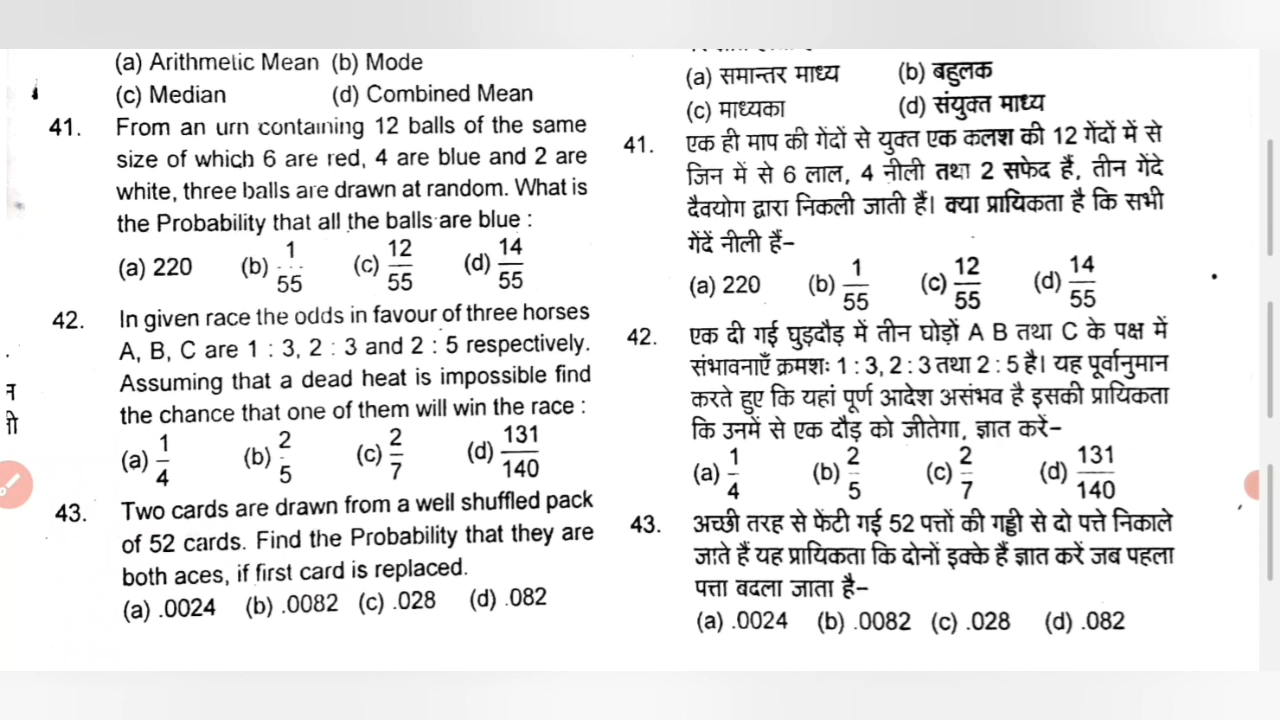 (a) Arithmetic Mean (b) Mode
(c) Median (d) Combined Mean
41. From an urn containing 12 balls of the same
size of which 6 are red, 4 are blue and 2 are
white, three balls are drawn at random. What is
the Probability that all the balls are blue :
(a) 220 (b) 1/55 (c) 12/55 (d) 14/55
42. In given race the odds in favour of three horses
A, B, C are 1 : 3, 2 : 3 and 2 : 5 respectively.
Assuming that a dead heat is impossible find
the chance that one of them will win the race :
(a) 1/4 (b) 2/5 (c) 2/7 (d) 131/140
43. Two cards are drawn from a well shuffled pack
of 52 cards. Find the Probability that they are
both aces, if first card is replaced.
(a) .0024 (b) .0082 (c) .028 (d) .082
(a) समान्तर माध्य (b) बहुलक
(c) माध्यका (d) संयुक्त माध्य
41. एक ही माप की गेंदों से युक्त एक कलश की 12 गेंदों में से
जिन में से 6 लाल, 4 नीली तथा 2 सफेद हैं, तीन गेंदे
दैवयोग द्वारा निकली जाती हैं। क्या प्रायिकता है कि सभी
गेंदें नीली हैं–
(a) 220 (b) 1/55 (c) 12/55 (d) 14/55
42. एक दी गई घुड़दौड़ में तीन घोड़ों A B तथा C के पक्ष में
संभावनाएँ क्रमशः 1 : 3, 2 : 3 तथा 2 : 5 है। यह पूर्वानुमान
करते हुए कि यहां पूर्ण आदेश असंभव है इसकी प्रायिकता
कि उनमें से एक दौड़ को जीतेगा, ज्ञात करें–
(a) 1/4 (b) 2/5 (c) 2/7 (d) 131/140
43. अच्छी तरह से फेंटी गई 52 पत्तों की गड्डी से दो पत्ते निकाले
जाते हैं यह प्रायिकता कि दोनों इक्के हैं ज्ञात करें जब पहला
पत्ता बदला जाता है–
(a) .0024 (b) .0082 (c) .028 (d) .082